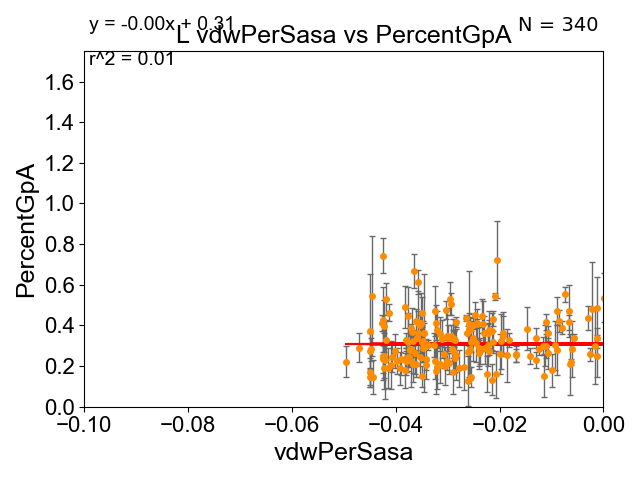 y = -0.00x + 0.31
L vdwPerSasa vs PercentGpA
N = 340
r^2 = 0.01
1.6
1.4
1.2
1.0
0.8
0.6
0.4
0.2
0.0
PercentGpA
−0.10
−0.08
−0.06
−0.04
−0.02
0.00
vdwPerSasa